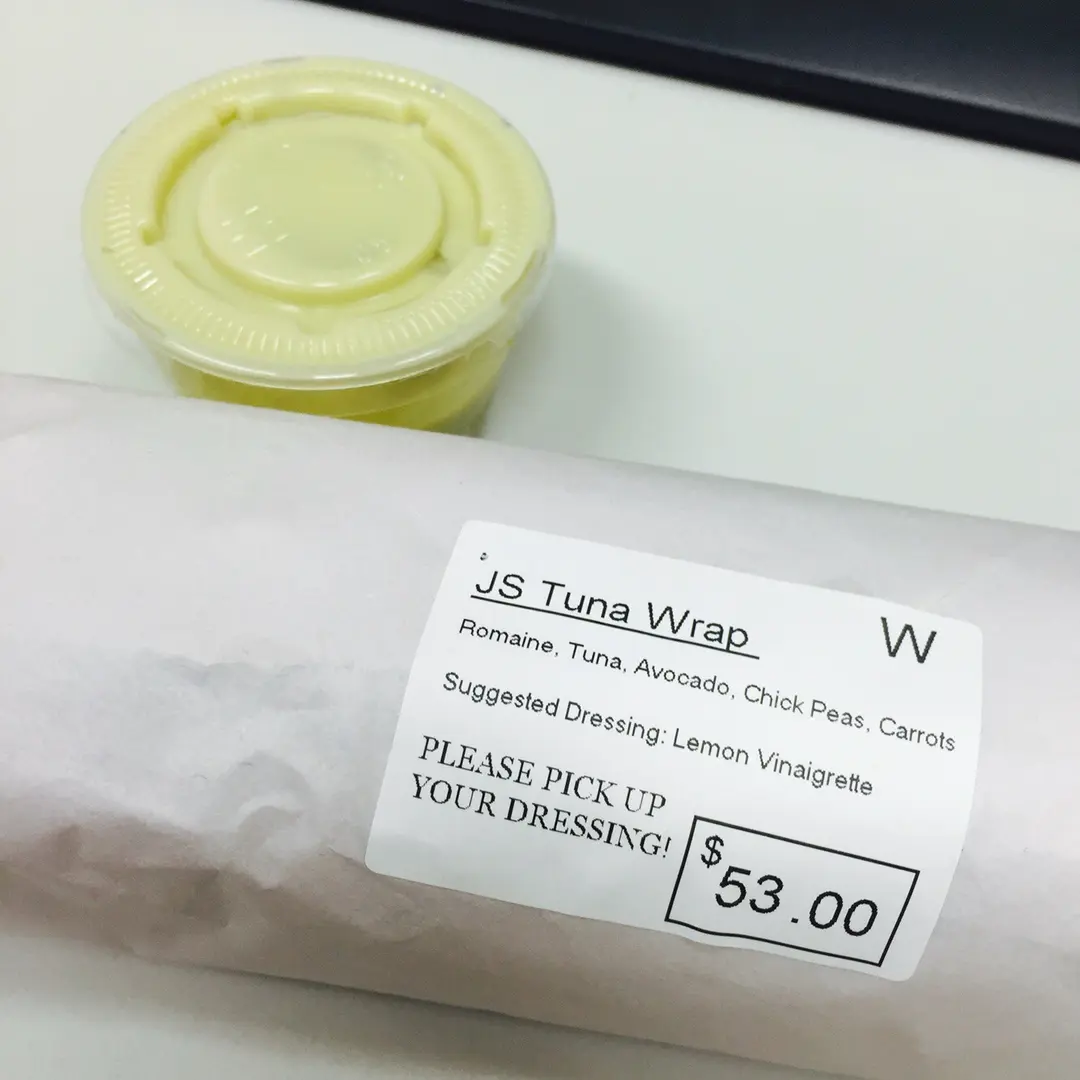 JS Tuna Wrap
W
Romaine, Tuna, Avocado, Chick Peas, Carrots
Suggested Dressing: Lemon Vinaigrette
PLEASE PICK UP
YOUR DRESSING!
$53.00